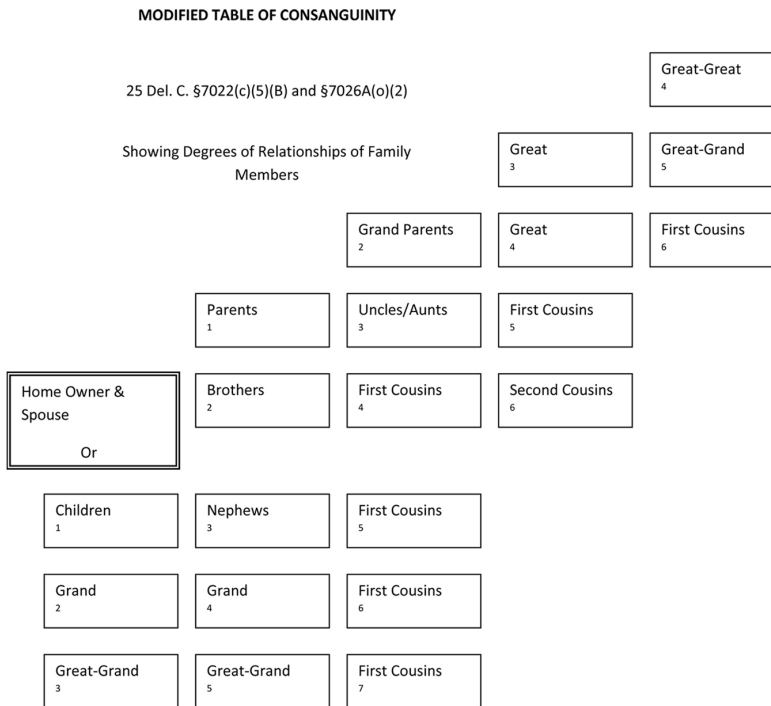 MODIFIED TABLE OF CONSANGUINITY
Great-Great
4
25 Del. C. §7022(c)(5)(B) and §7026A(o)(2)
Showing Degrees of Relationships of Family
Members
Great
3
Great-Grand
5
Grand Parents
2
Great
4
First Cousins
6
Parents
1
Uncles/Aunts
3
First Cousins
5
Home Owner &
Spouse
Or
Brothers
2
First Cousins
4
Second Cousins
6
Children
1
Nephews
3
First Cousins
5
Grand
2
Grand
4
First Cousins
6
Great-Grand
3
Great-Grand
5
First Cousins
7